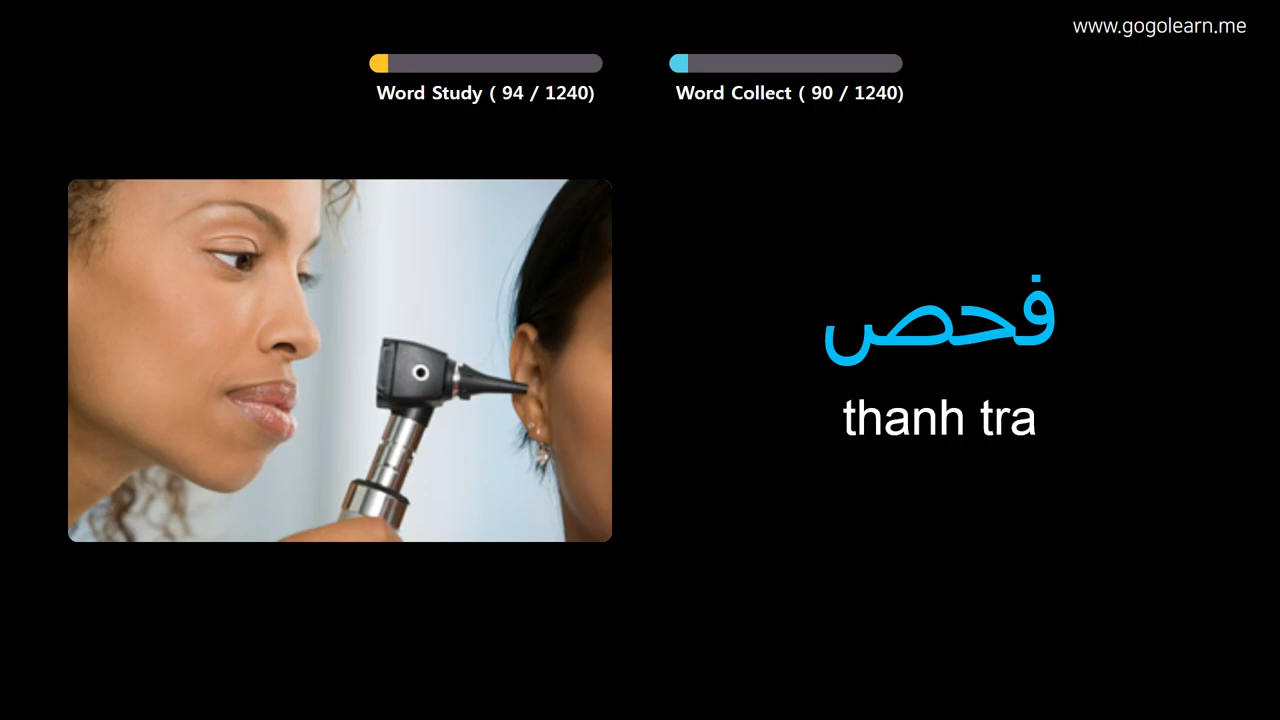 www.gogolearn.me
Word Study ( 94 / 1240)
Word Collect ( 90 / 1240)
فحص
thanh tra